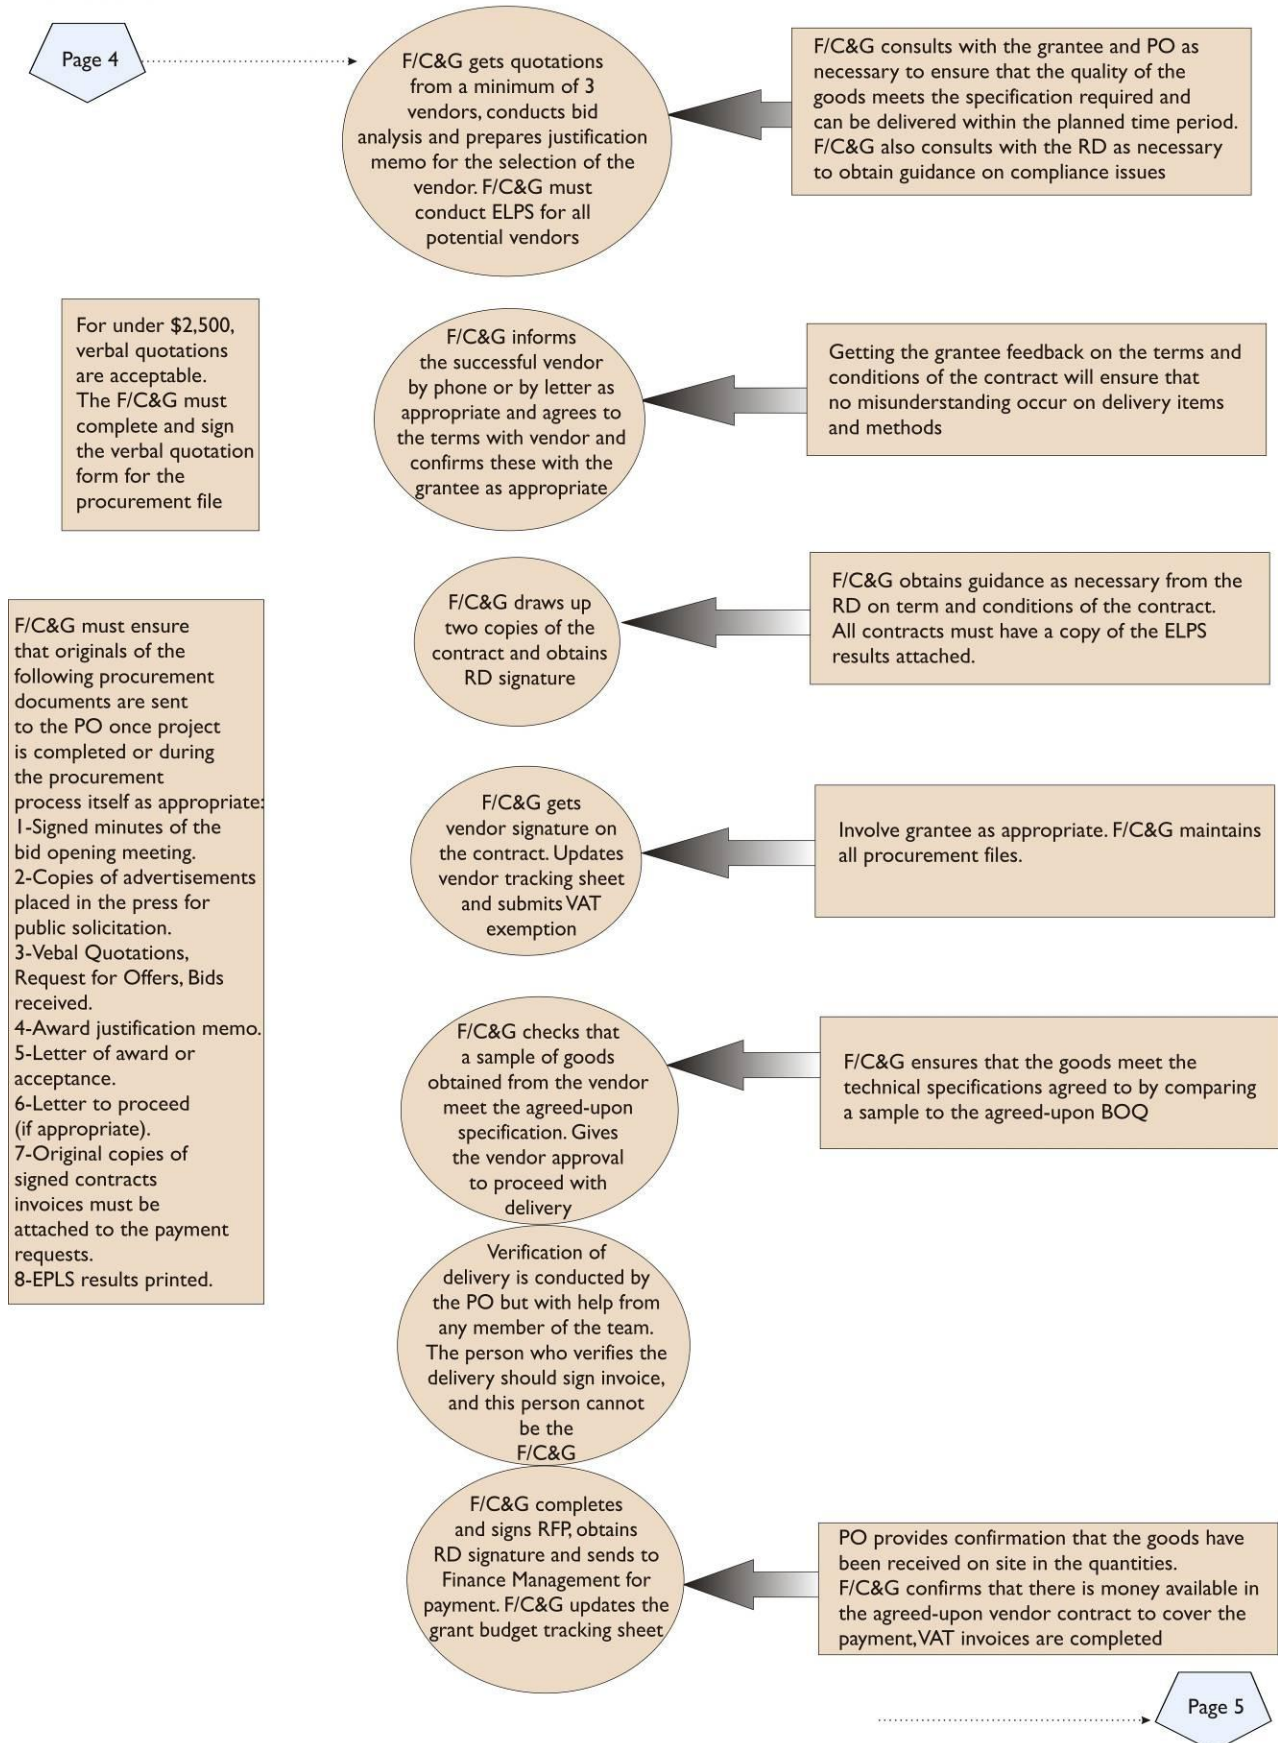 Page 4
F/C&G gets quotations
from a minimum of 3
vendors, conducts bid
analysis and prepares justification
memo for the selection of the
vendor. F/C&G must
conduct ELPS for all
potential vendors
F/C&G consults with the grantee and PO as
necessary to ensure that the quality of the
goods meets the specification required and
can be delivered within the planned time period.
F/C&G also consults with the RD as necessary
to obtain guidance on compliance issues
For under $2,500,
verbal quotations
are acceptable.
The F/C&G must
complete and sign
the verbal quotation
form for the
procurement file
F/C&G informs
the successful vendor
by phone or by letter as
appropriate and agrees to
the terms with vendor and
confirms these with the
grantee as appropriate
Getting the grantee feedback on the terms and
conditions of the contract will ensure that
no misunderstanding occur on delivery items
and methods
F/C&G must ensure
that originals of the
following procurement
documents are sent
to the PO once project
is completed or during
the procurement
process itself as appropriate:
1-Signed minutes of the
bid opening meeting.
2-Copies of advertisements
placed in the press for
public solicitation.
3-Vebal Quotations,
Request for Offers, Bids
received.
4-Award justification memo.
5-Letter of award or
acceptance.
6-Letter to proceed
(if appropriate).
7-Original copies of
signed contracts
invoices must be
attached to the payment
requests.
8-EPLS results printed.
F/C&G draws up
two copies of the
contract and obtains
RD signature
F/C&G obtains guidance as necessary from the
RD on term and conditions of the contract.
All contracts must have a copy of the ELPS
results attached.
F/C&G gets
vendor signature on
the contract. Updates
vendor tracking sheet
and submits VAT
exemption
Involve grantee as appropriate. F/C&G maintains
all procurement files.
F/C&G checks that
a sample of goods
obtained from the vendor
meet the agreed-upon
specification. Gives
the vendor approval
to proceed with
delivery
F/C&G ensures that the goods meet the
technical specifications agreed to by comparing
a sample to the agreed-upon BOQ
Verification of
delivery is conducted by
the PO but with help from
any member of the team.
The person who verifies the
delivery should sign invoice,
and this person cannot
be the
F/C&G
F/C&G completes
and signs RFP, obtains
RD signature and sends to
Finance Management for
payment. F/C&G updates the
grant budget tracking sheet
PO provides confirmation that the goods have
been received on site in the quantities.
F/C&G confirms that there is money available in
the agreed-upon vendor contract to cover the
payment, VAT invoices are completed
Page 5